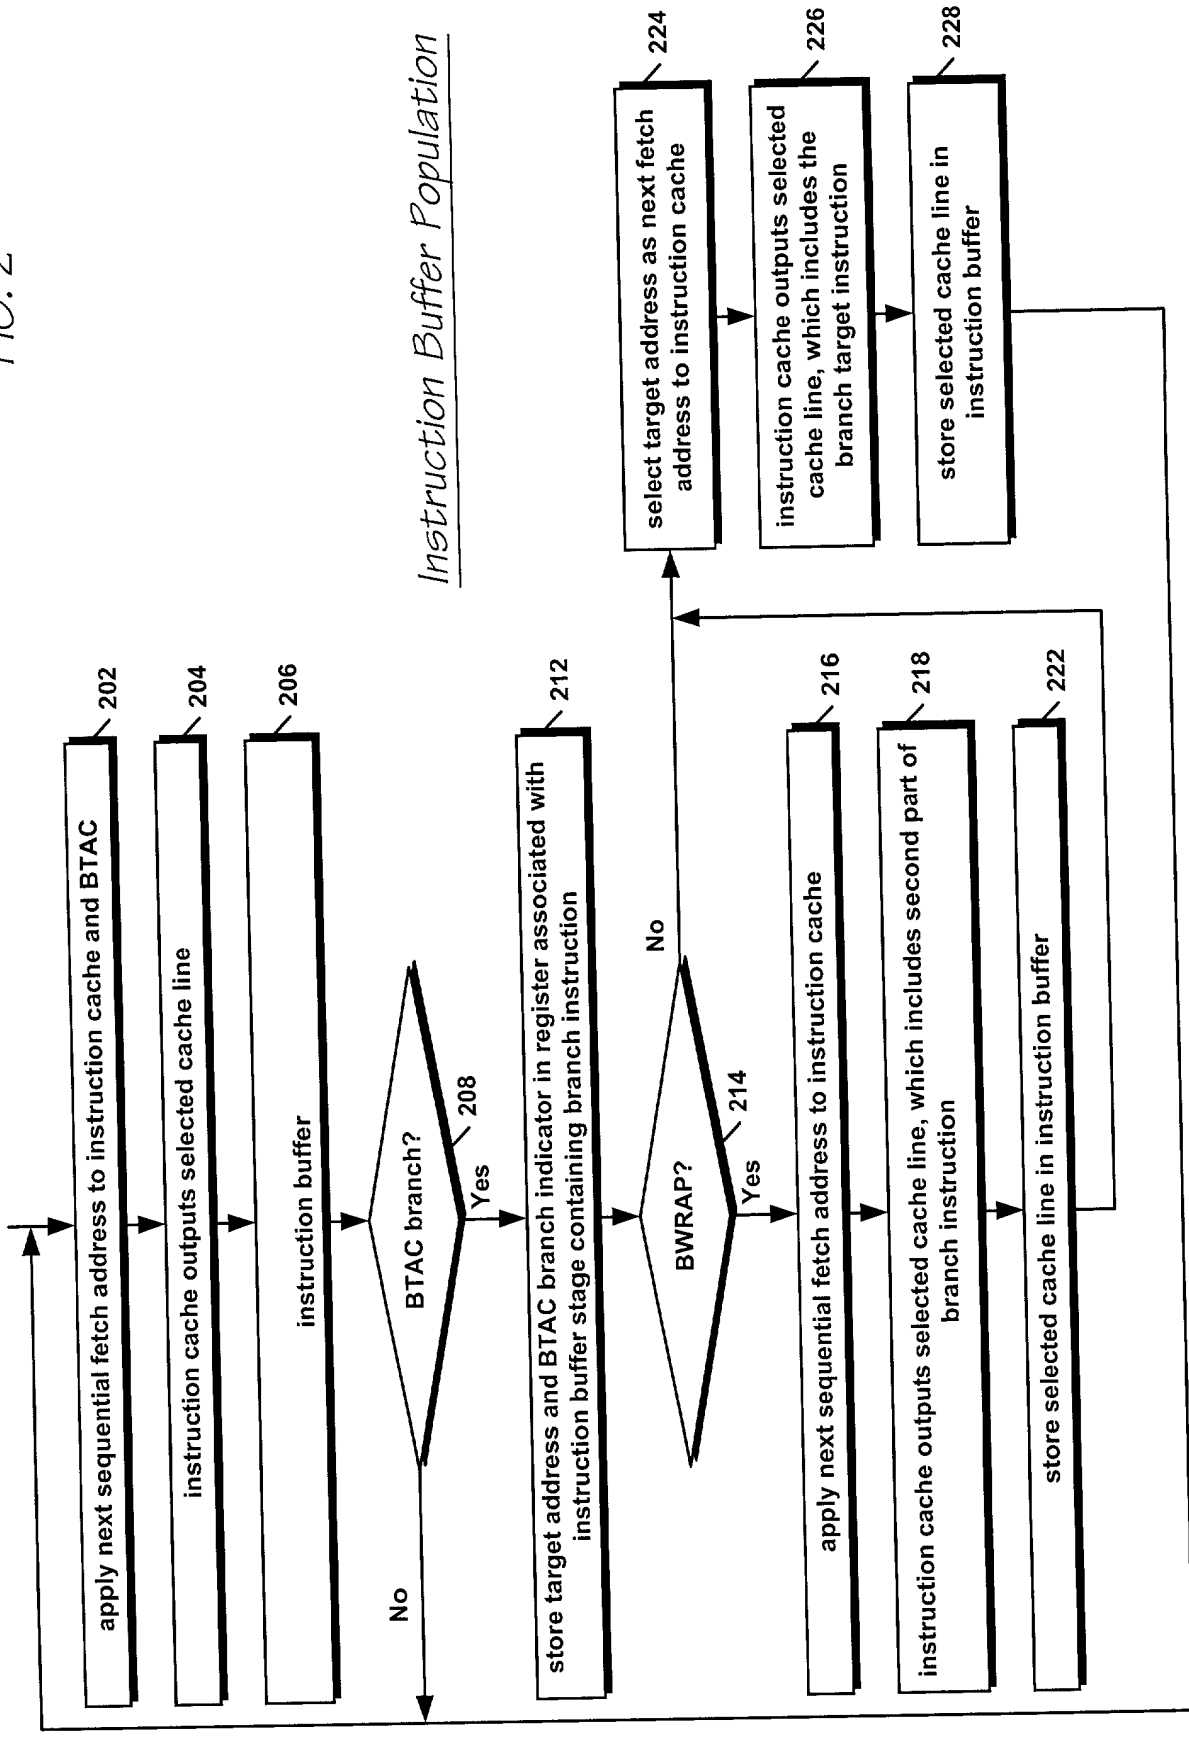 FIG. 2
Instruction Buffer Population
202
apply next sequential fetch address to instruction cache and BTAC
204
instruction cache outputs selected cache line
206
instruction buffer
BTAC branch?
208
No
Yes
212
store target address and BTAC branch indicator in register associated with
instruction buffer stage containing branch instruction
BWRAP?
214
No
Yes
216
apply next sequential fetch address to instruction cache
218
instruction cache outputs selected cache line, which includes second part of
branch instruction
222
store selected cache line in instruction buffer
224
select target address as next fetch
address to instruction cache
226
instruction cache outputs selected
cache line, which includes the
branch target instruction
228
store selected cache line in
instruction buffer